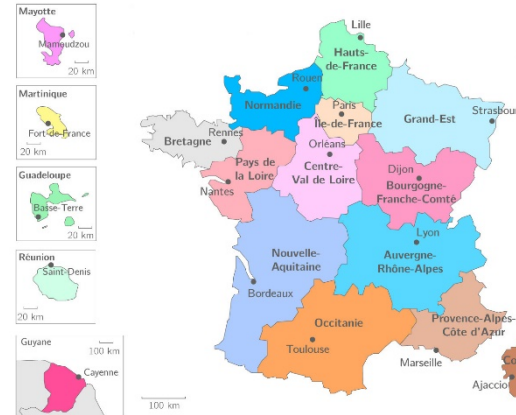 Mayotte
Mamoudzou
20 km
Martinique
Fort-de-France
20 km
Guadeloupe
Basse-Terre
20 km
Réunion
Saint-Denis
20 km
Guyane
100 km
Cayenne
Lille
Hauts-
de-France
Rouen
Normandie
Paris
Île-de-France
Grand-Est
Strasbour
Bretagne
Rennes
Pays de
la Loire
Nantes
Orléans
Centre-
Val de Loire
Dijon
Bourgogne-
Franche-Comté
Nouvelle-
Aquitaine
Bordeaux
Lyon
Auvergne-
Rhône-Alpes
Occitanie
Toulouse
Provence-Alpes-
Côte d'Azur
Marseille
Co
Ajaccio
100 km